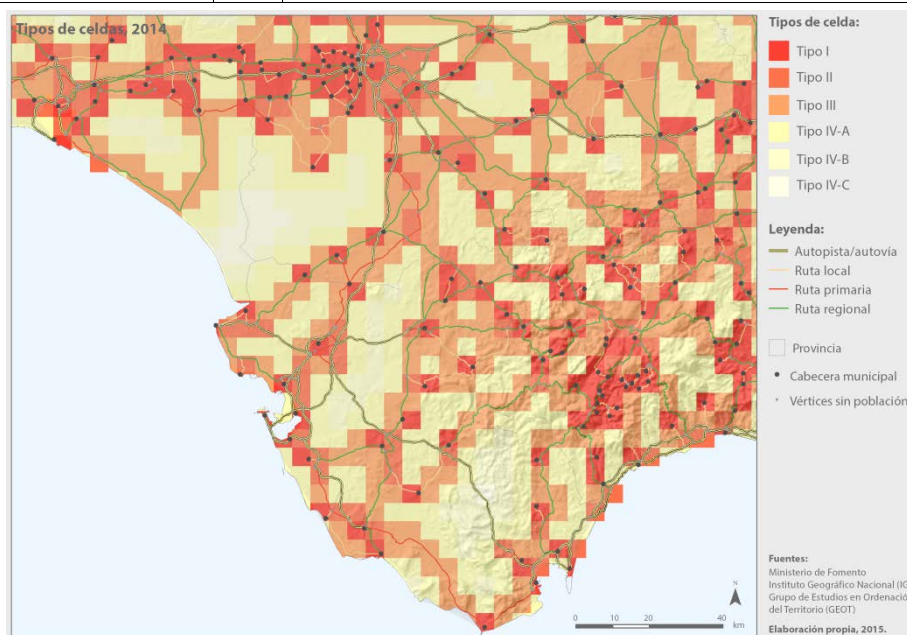 Tipos de celdas, 2014
Tipos de celda:
Tipo I
Tipo II
Tipo III
Tipo IV-A
Tipo IV-B
Tipo IV-C
Leyenda:
Autopista/autovía
Ruta local
Ruta primaria
Ruta regional
Provincia
Cabecera municipal
Vértices sin población
Fuentes:
Ministerio de Fomento
Instituto Geográfico Nacional (IG
Grupo de Estudios en Ordenació
del Territorio (GEOT)
Elaboración propia, 2015.
N
0 10 20 40
km